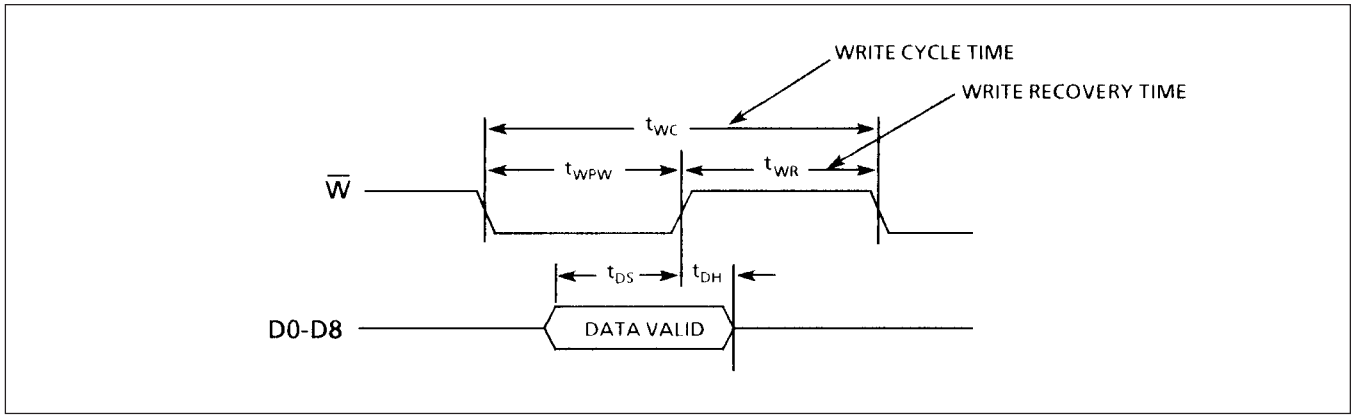 WRITE CYCLE TIME
WRITE RECOVERY TIME
tWC
tWPW
tWR
W̅
tDS
tDH
D0-D8
DATA VALID